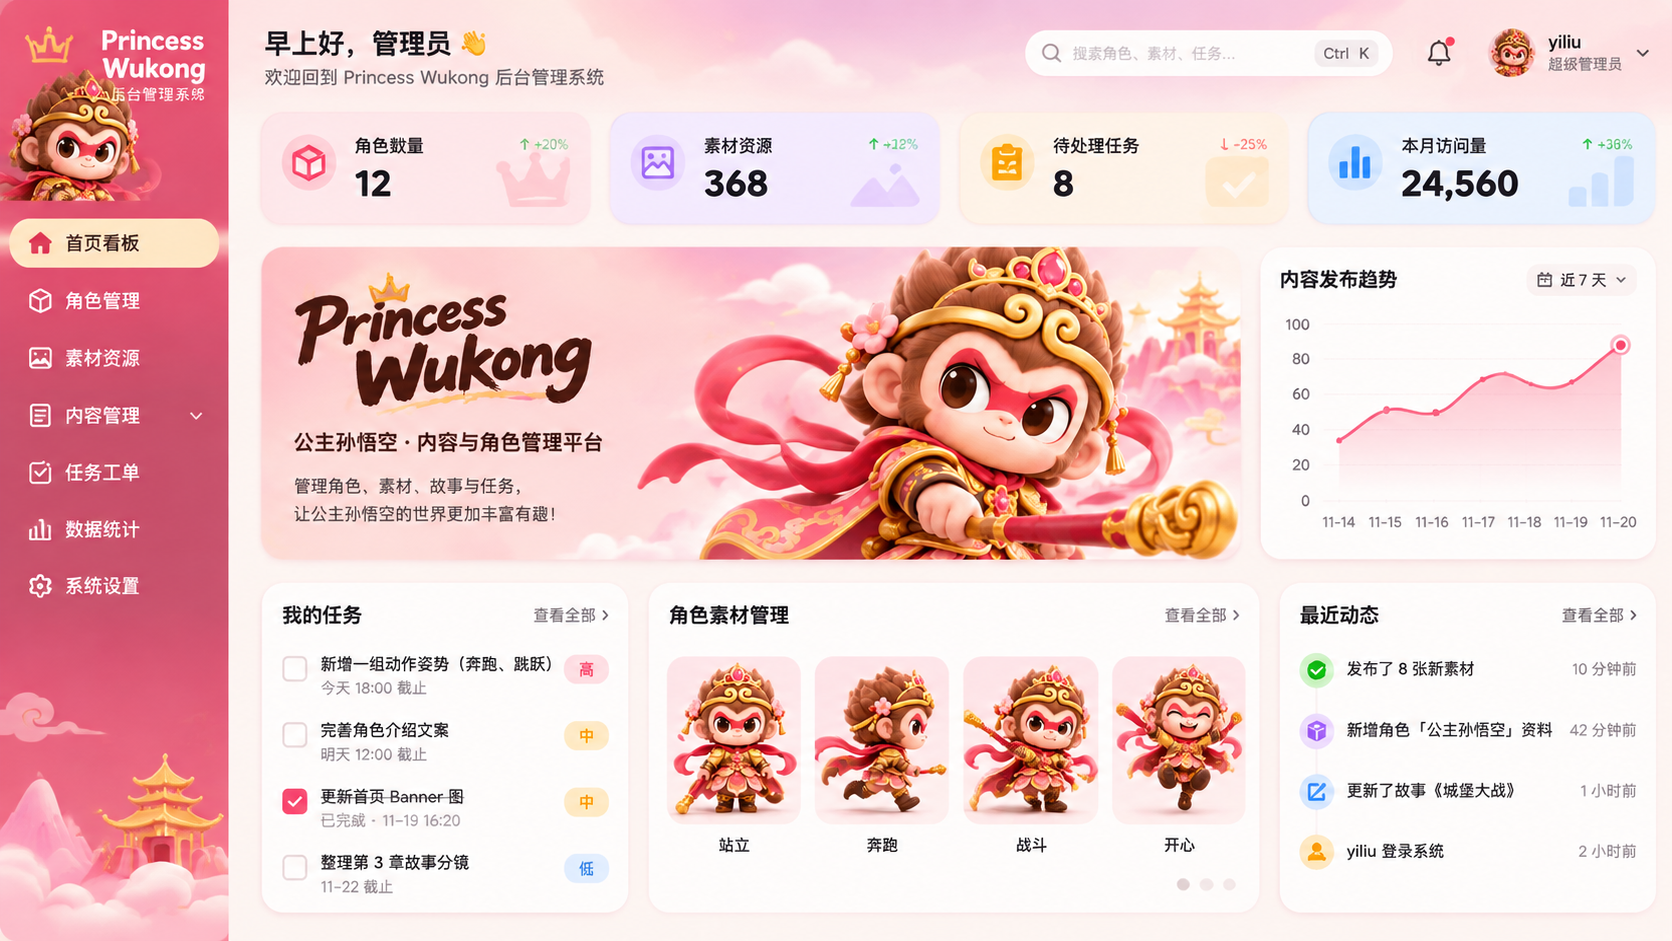 Princess
Wukong
后台管理系统
首页看板
角色管理
素材资源
内容管理
任务工单
数据统计
系统设置
早上好，管理员
欢迎回到 Princess Wukong 后台管理系统
搜索角色、素材、任务...
Ctrl K
yiliu
超级管理员
角色数量
+20%
12
素材资源
368
待处理任务
-25%
8
本月访问量
24,560
Princess
Wukong
公主孙悟空 · 内容与角色管理平台
管理角色、素材、故事与任务，
让公主孙悟空的世界更加丰富有趣！
内容发布趋势
近 7 天
100
80
60
40
20
0
11-14 11-15 11-16 11-17 11-18 11-19 11-20
我的任务
查看全部
新增一组动作姿势（奔跑、跳跃）
高
今天 18:00 截止
完善角色介绍文案
中
明天 12:00 截止
更新首页 Banner 图
中
已完成 · 11-19 16:20
整理第 3 章故事分镜
低
11-22 截止
角色素材管理
查看全部
站立
奔跑
战斗
开心
最近动态
查看全部
发布了 8 张新素材
10 分钟前
新增角色「公主孙悟空」资料
42 分钟前
更新了故事《城堡大战》
1 小时前
yiliu 登录系统
2 小时前